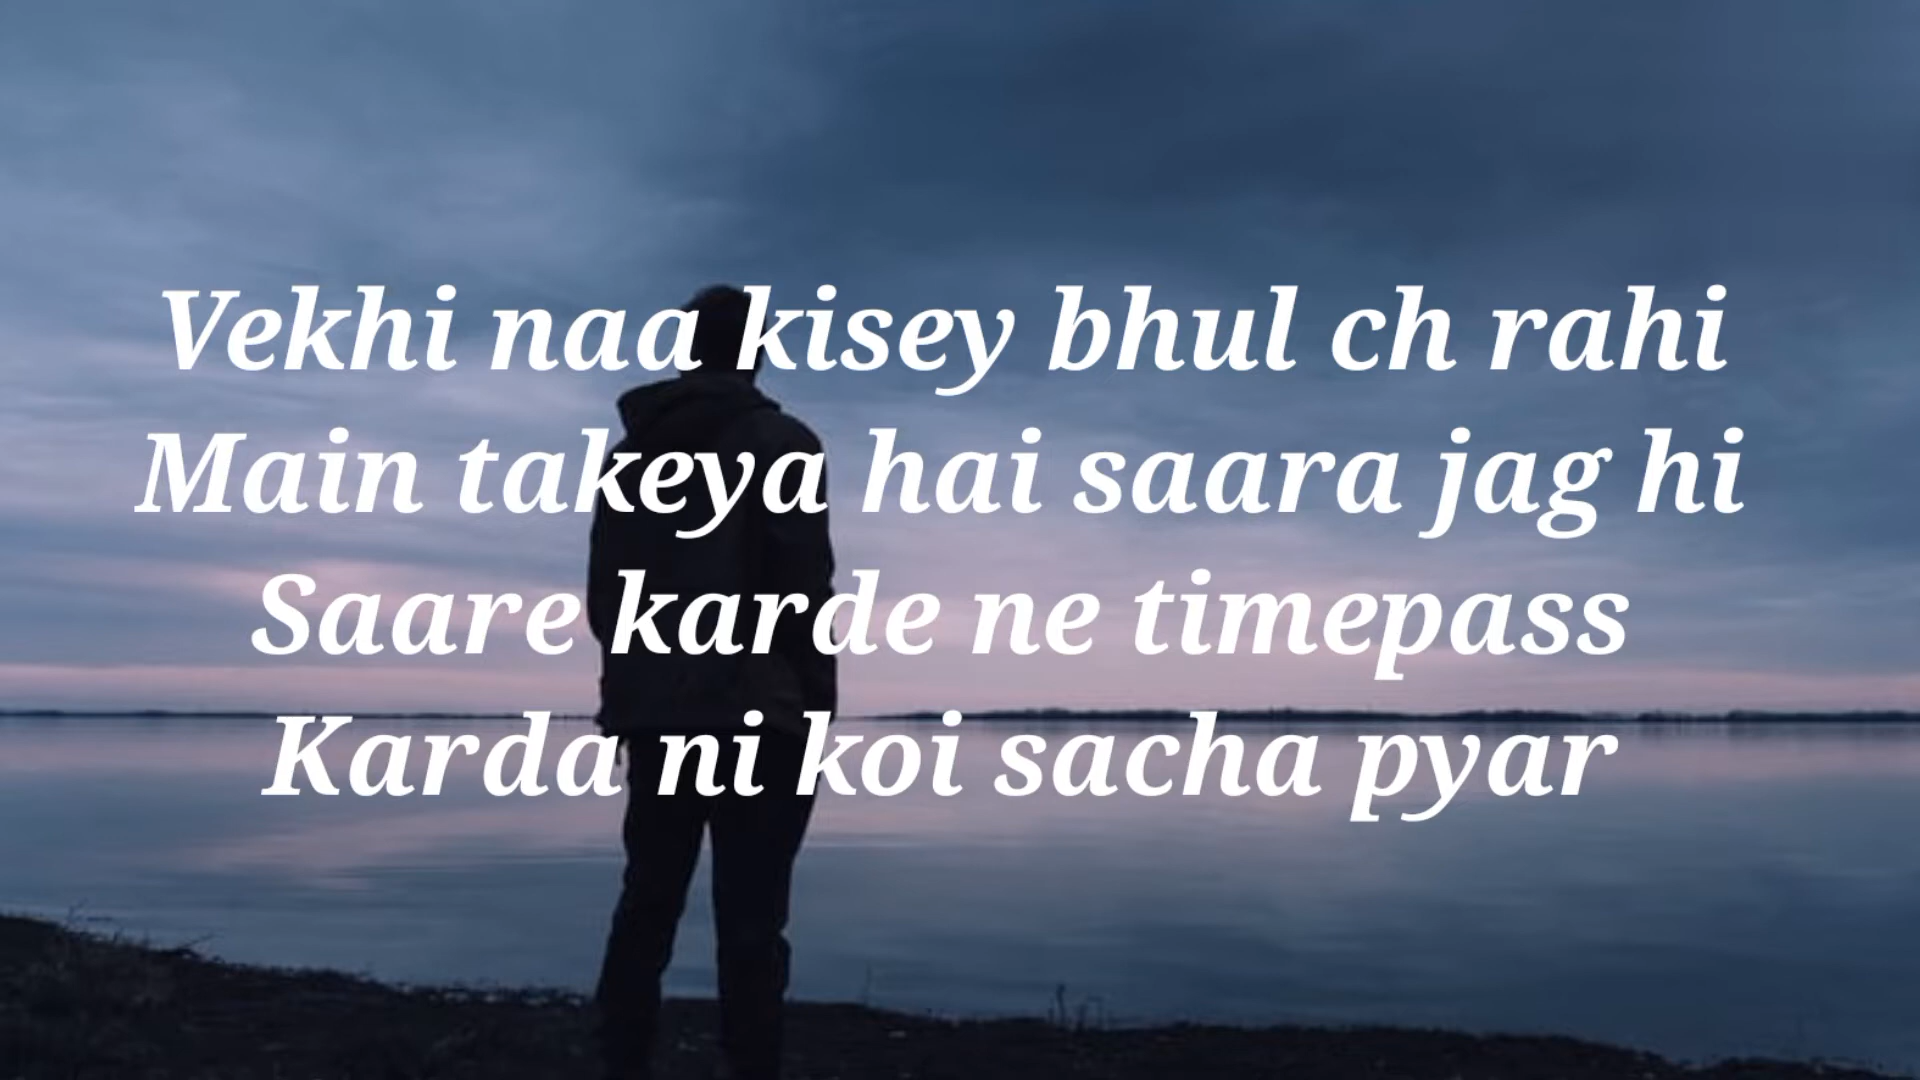 Vekhi naa kisey bhul ch rahi
Main takeya hai saara jag hi
Saare karde ne timepass
Karda ni koi sacha pyar